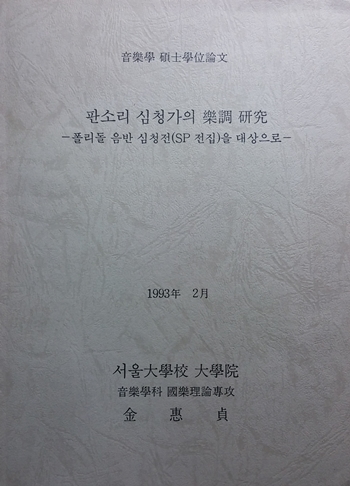 音樂學 碩士學位論文
판소리 심청가의 樂調 硏究
-폴리돌 음반 심청전(SP 전집)을 대상으로-
1993年 2月
서울大學校 大學院
音樂學科 國樂理論專攻
金 惠 貞